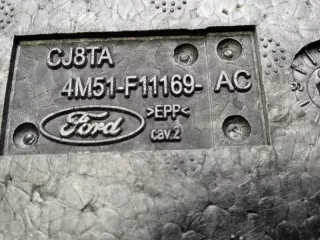 CJ8TA
4M51-F11169-AC
Ford
>EPP<
cav.2